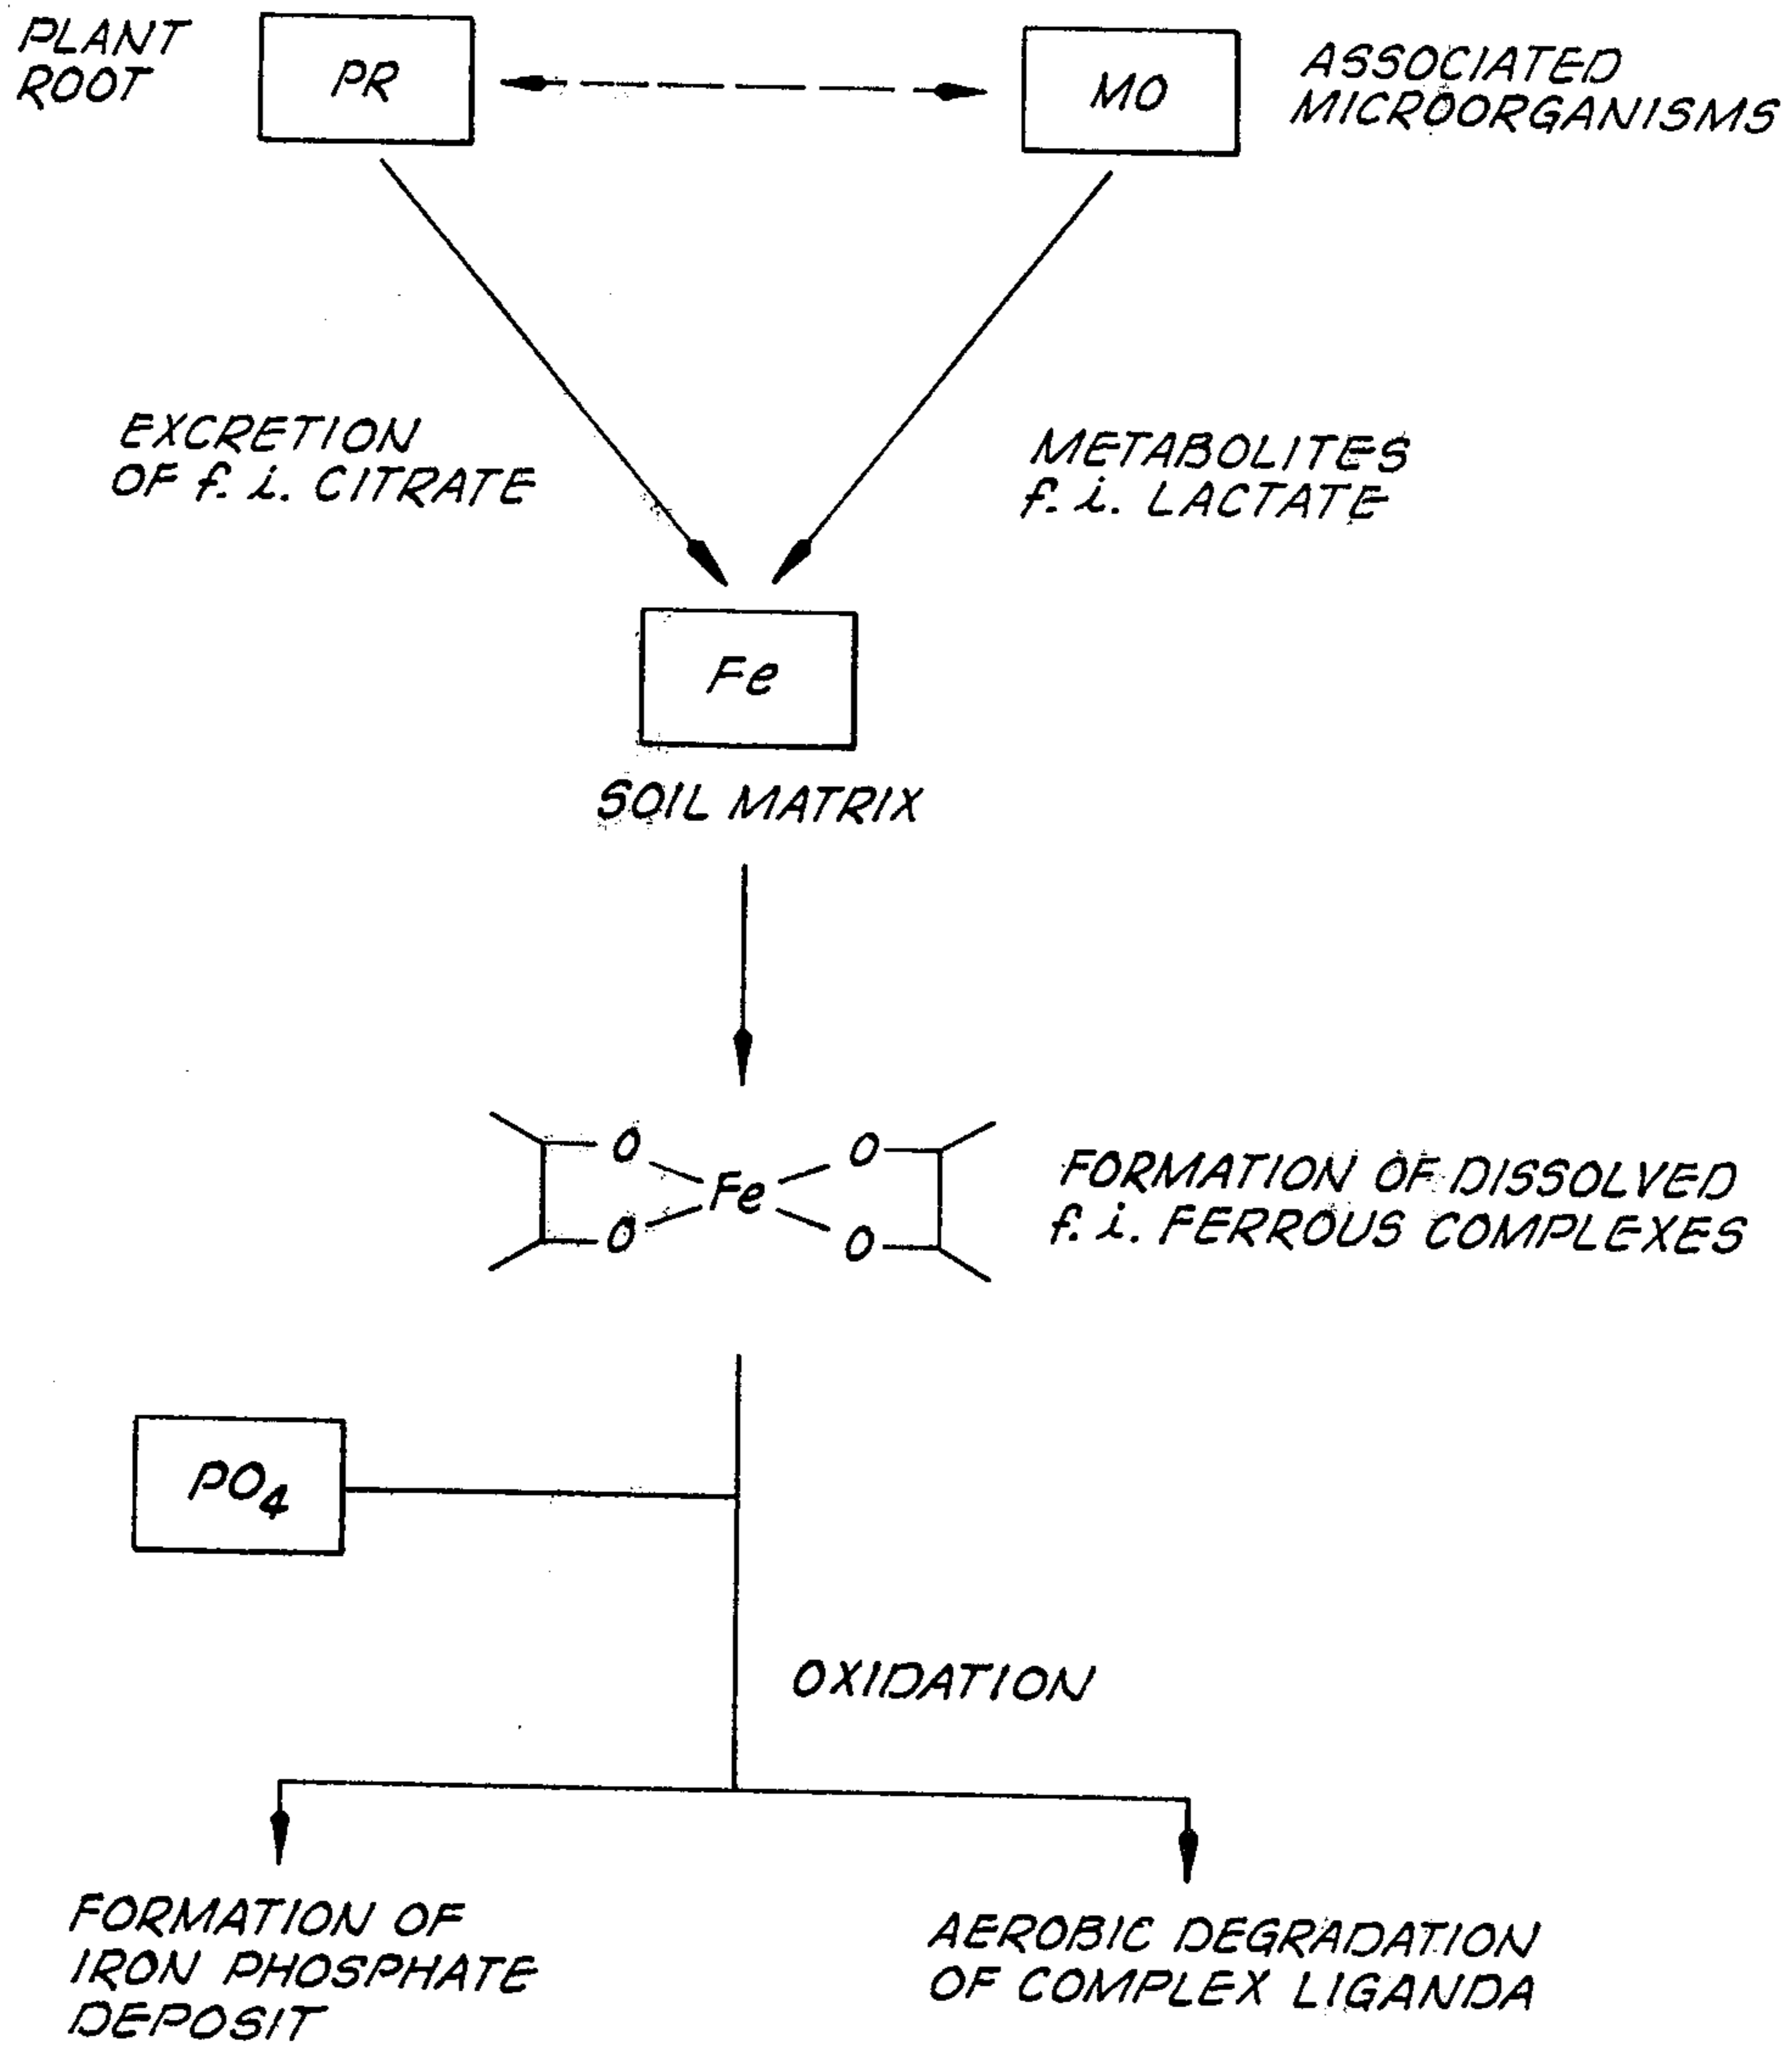 PLANT
ROOT
PR
MO
ASSOCIATED
MICROORGANISMS
EXCRETION
OF f. i. CITRATE
METABOLITES
f. i. LACTATE
Fe
SOIL MATRIX
O
O
Fe
O
O
FORMATION OF DISSOLVED
f. i. FERROUS COMPLEXES
PO4
OXIDATION
FORMATION OF
IRON PHOSPHATE
DEPOSIT
AEROBIC DEGRADATION
OF COMPLEX LIGANDA